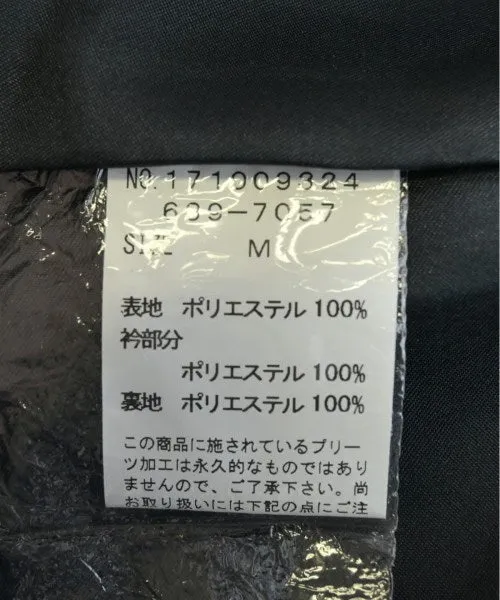 NO.171009324
639-7057
SIZE M
表地 ポリエステル 100%
衿部分
ポリエステル 100%
裏地 ポリエステル 100%
この商品に施されているプリー
ツ加工は永久的なものではあり
ませんので、ご了承下さい。尚
お取り扱いには下記の点にご注